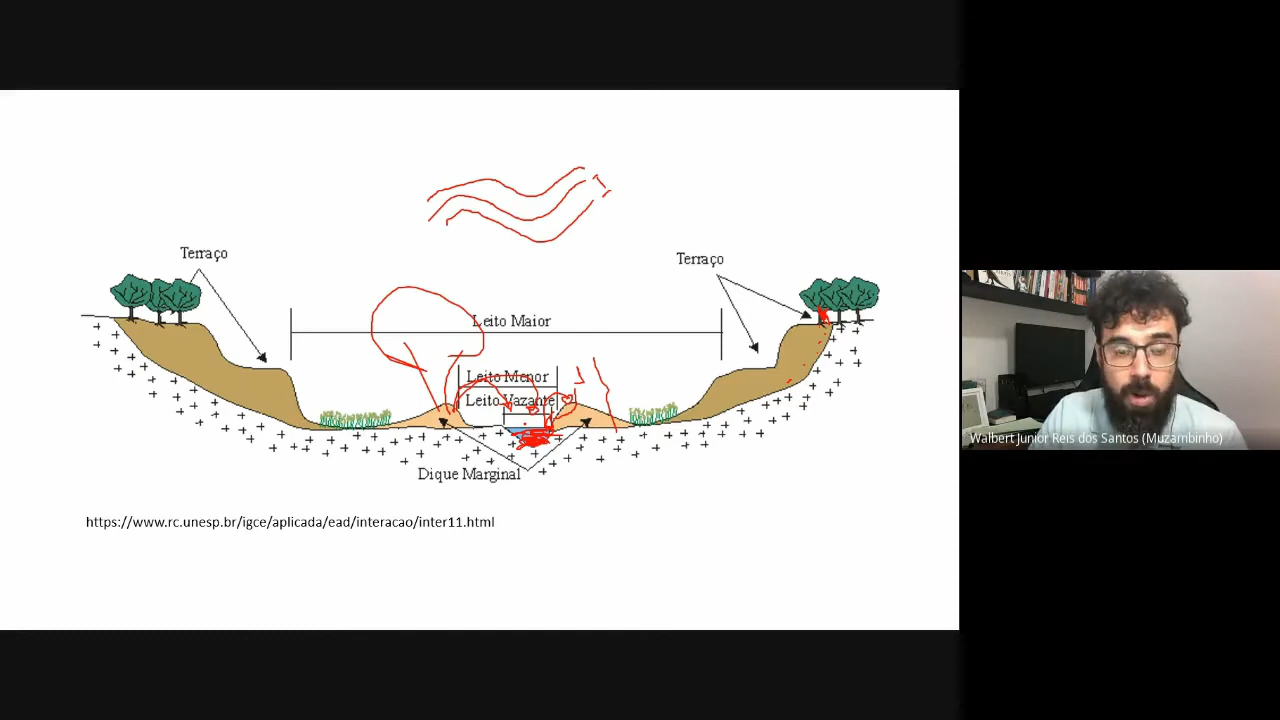 Terraço
Terraço
Leito Maior
Leito Menor
Leito Vazante
Dique Marginal
https://www.rc.unesp.br/igce/aplicada/ead/interacao/inter11.html
Walbert Junior Reis dos Santos (Muzambinho)